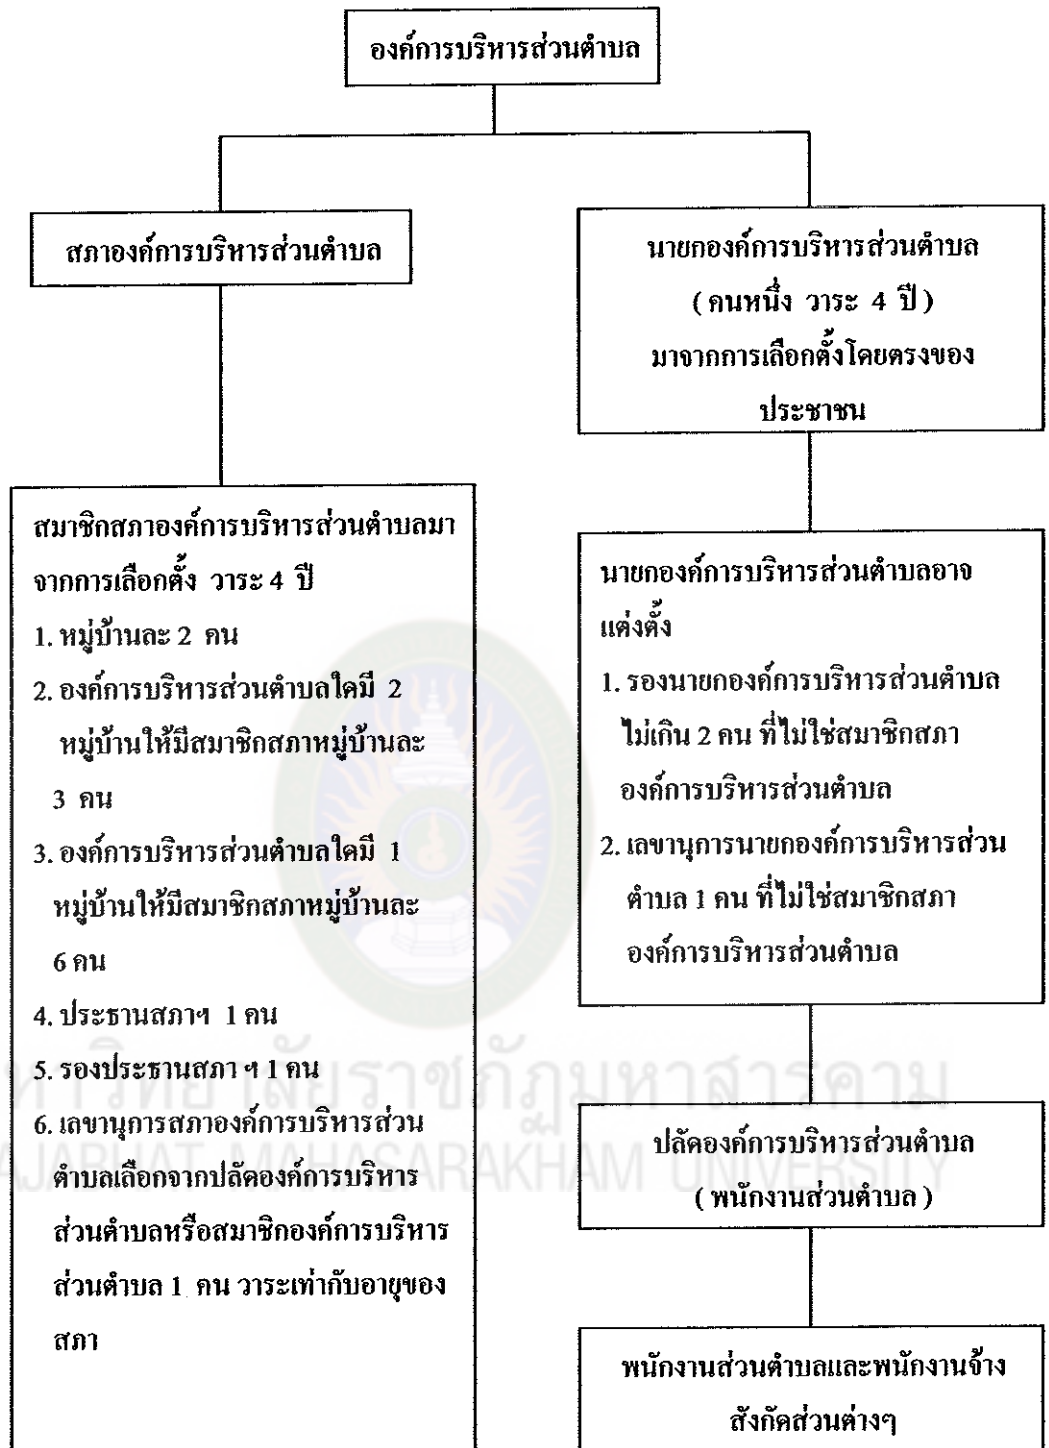 องค์การบริหารส่วนตำบล
สภาองค์การบริหารส่วนตำบล
นายกองค์การบริหารส่วนตำบล
( คนหนึ่ง วาระ 4 ปี )
มาจากการเลือกตั้งโดยตรงของ
ประชาชน
สมาชิกสภาองค์การบริหารส่วนตำบลมา
จากการเลือกตั้ง วาระ 4 ปี
1. หมู่บ้านละ 2 คน
2. องค์การบริหารส่วนตำบลใดมี 2
หมู่บ้านให้มีสมาชิกสภาหมู่บ้านละ
3 คน
3. องค์การบริหารส่วนตำบลใดมี 1
หมู่บ้านให้มีสมาชิกสภาหมู่บ้านละ
6 คน
4. ประธานสภาฯ 1 คน
5. รองประธานสภา ฯ 1 คน
6. เลขานุการสภาองค์การบริหารส่วน
ตำบลเลือกจากปลัดองค์การบริหาร
ส่วนตำบลหรือสมาชิกองค์การบริหาร
ส่วนตำบล 1 คน วาระเท่ากับอายุของ
สภา
นายกองค์การบริหารส่วนตำบลอาจ
แต่งตั้ง
1. รองนายกองค์การบริหารส่วนตำบล
ไม่เกิน 2 คน ที่ไม่ใช่สมาชิกสภา
องค์การบริหารส่วนตำบล
2. เลขานุการนายกองค์การบริหารส่วน
ตำบล 1 คน ที่ไม่ใช่สมาชิกสภา
องค์การบริหารส่วนตำบล
ปลัดองค์การบริหารส่วนตำบล
( พนักงานส่วนตำบล )
พนักงานส่วนตำบลและพนักงานจ้าง
สังกัดส่วนต่างๆ
หาวิทยาลัยราชภัฏมหาสารคาม
AJABHAT MAHASARAKHAM UNIVERSITY